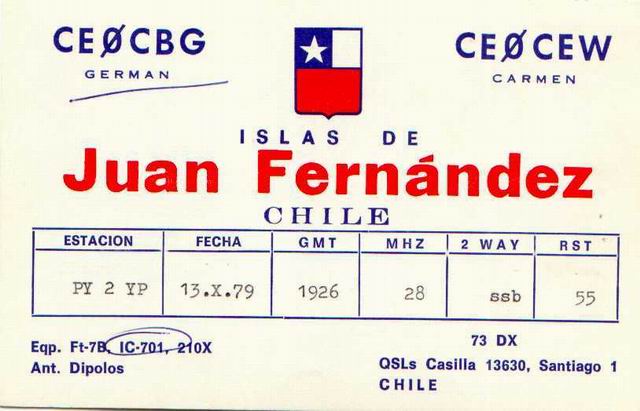 CEØCBG
GERMAN
CEØCEW
CARMEN
ISLAS DE
Juan Fernández
CHILE
ESTACION FECHA GMT MHZ 2 WAY RST
PY 2 YP 13.X.79 1926 28 ssb 55
Eqp. Ft-7B, IC-701, 210X
Ant. Dipolos
73 DX
QSLs Casilla 13630, Santiago 1
CHILE